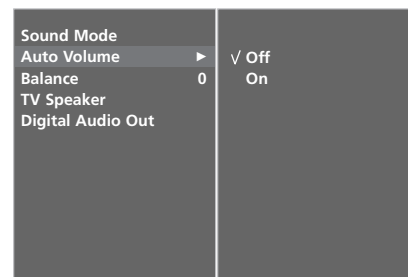 Sound Mode
Auto Volume ► √ Off
Balance 0 On
TV Speaker
Digital Audio Out